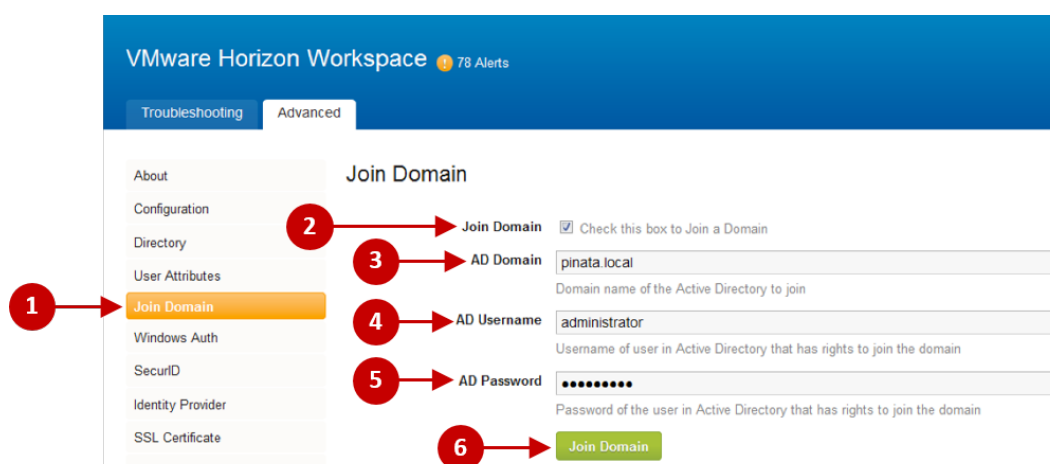 VMware Horizon Workspace ! 78 Alerts
Troubleshooting Advanced
About
Configuration
Directory
User Attributes
Join Domain
Windows Auth
SecurID
Identity Provider
SSL Certificate
Join Domain
Join Domain Check this box to Join a Domain
AD Domain pinata.local
Domain name of the Active Directory to join
AD Username administrator
Username of user in Active Directory that has rights to join the domain
AD Password •••••••••
Password of the user in Active Directory that has rights to join the domain
Join Domain
1
2
3
4
5
6